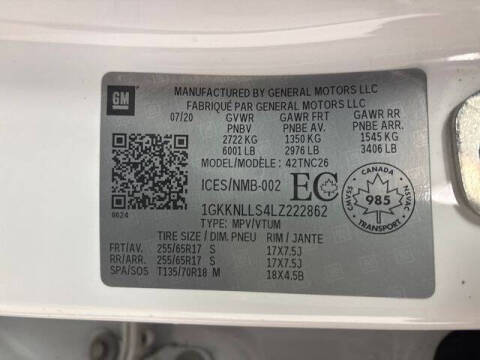 GM
MANUFACTURED BY GENERAL MOTORS LLC
FABRIQUÉ PAR GENERAL MOTORS LLC
07/20 GVWR GAWR FRT GAWR RR
PNBV PNBE AV. PNBE ARR.
2722 KG 1350 KG 1545 KG
6001 LB 2976 LB 3406 LB
MODEL/MODÈLE: 42TNC26
ICES/NMB-002 EC
CANADA
CMVSS 985 NSVAC
TRANSPORT
8624
1GKKNLLS4LZ222862
TYPE: MPV/VTUM
TIRE SIZE / DIM. PNEU RIM / JANTE
FRT/AV. 255/65R17 S 17X7.5J
RR/ARR. 255/65R17 S 17X7.5J
SPA/SOS T135/70R18 M 18X4.5B